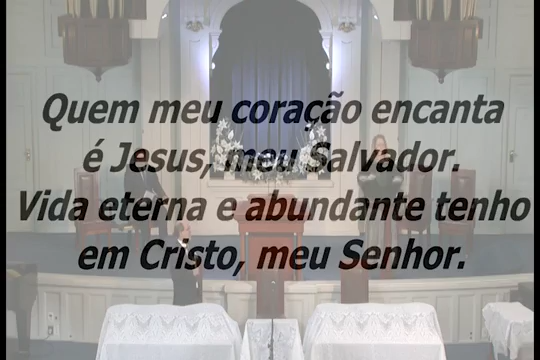 Quem meu coração encanta
é Jesus, meu Salvador.
Vida eterna e abundante tenho
em Cristo, meu Senhor.